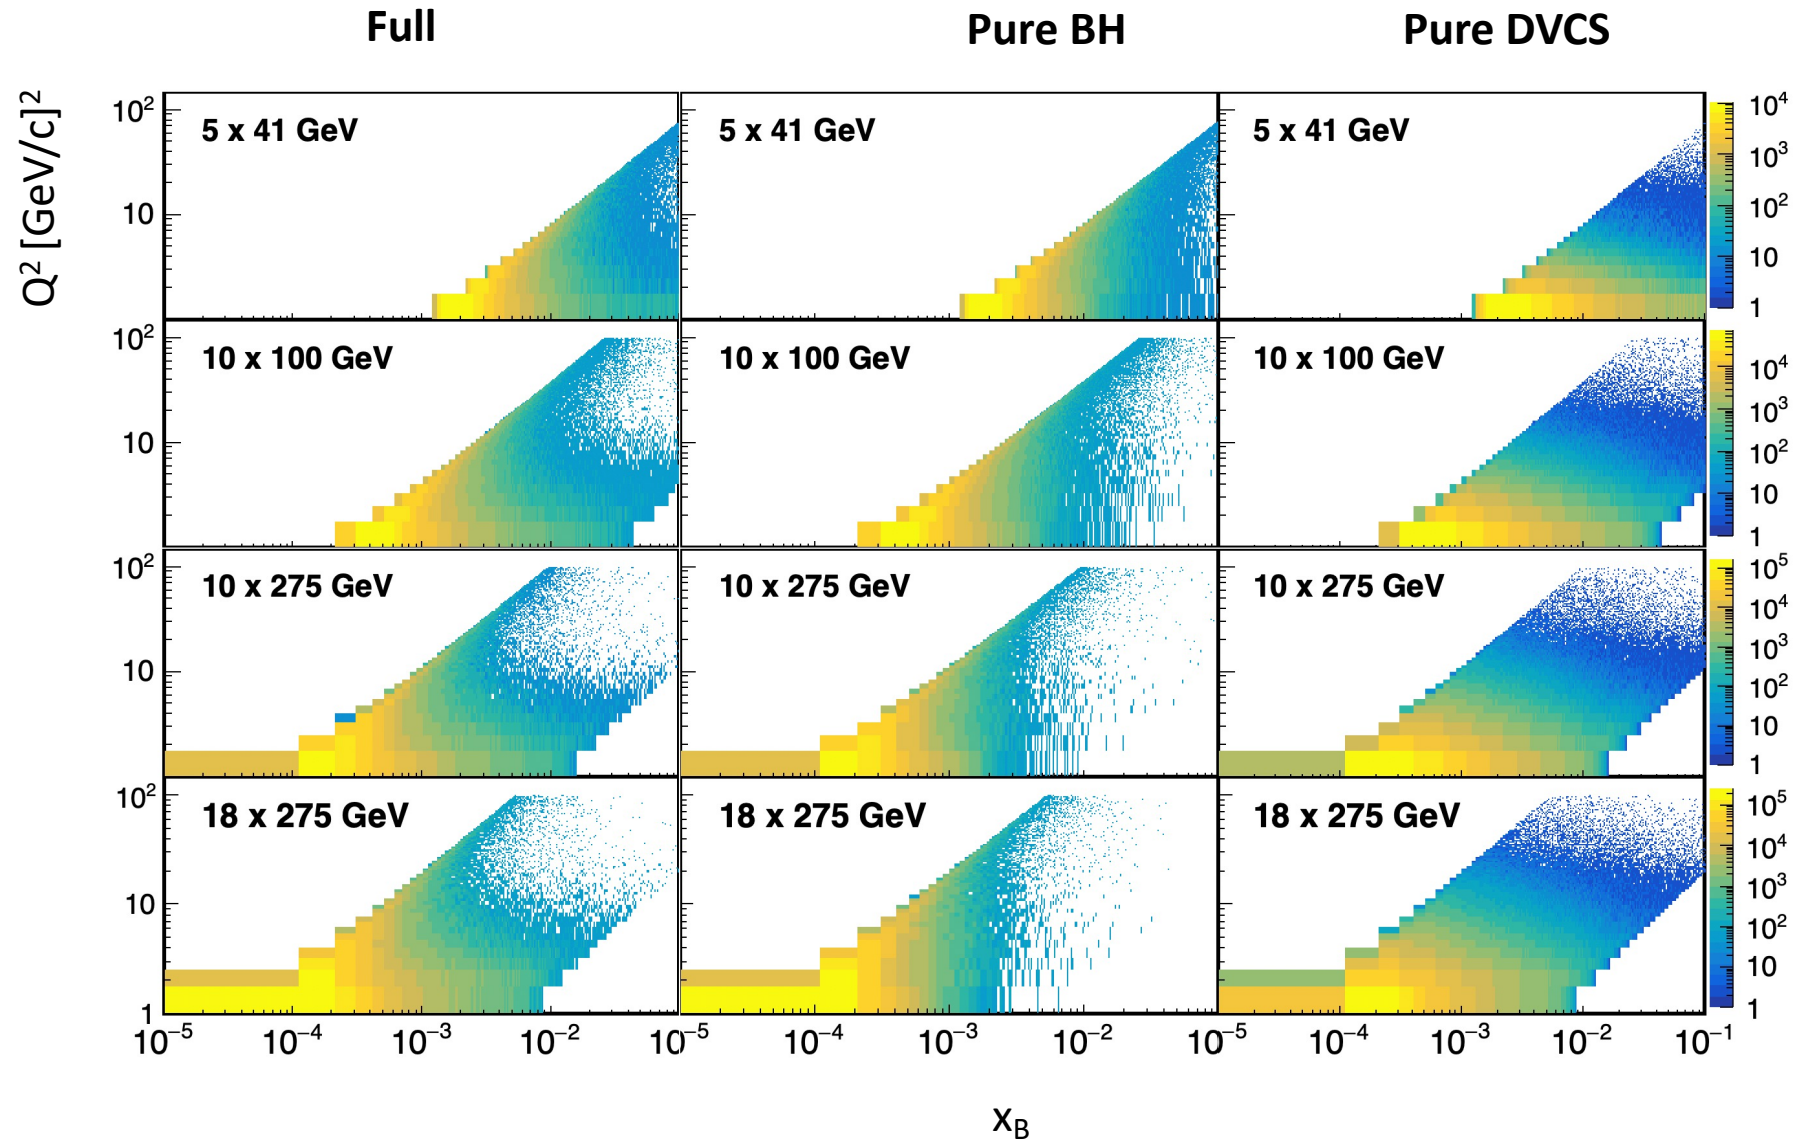 Full Pure BH Pure DVCS
Q² [GeV/c]²
10² 5 x 41 GeV 5 x 41 GeV 5 x 41 GeV 10⁴
10³
10 10²
10
1
10² 10 x 100 GeV 10 x 100 GeV 10 x 100 GeV 10⁴
10³
10 10²
10
1
10² 10 x 275 GeV 10 x 275 GeV 10 x 275 GeV 10⁵
10⁴
10 10³
10²
10
1
10² 18 x 275 GeV 18 x 275 GeV 18 x 275 GeV 10⁵
10⁴
10 10³
10²
10
1 1
10⁻⁵ 10⁻⁴ 10⁻³ 10⁻² 10⁻⁵ 10⁻⁴ 10⁻³ 10⁻² 10⁻⁵ 10⁻⁴ 10⁻³ 10⁻² 10⁻¹
x_B